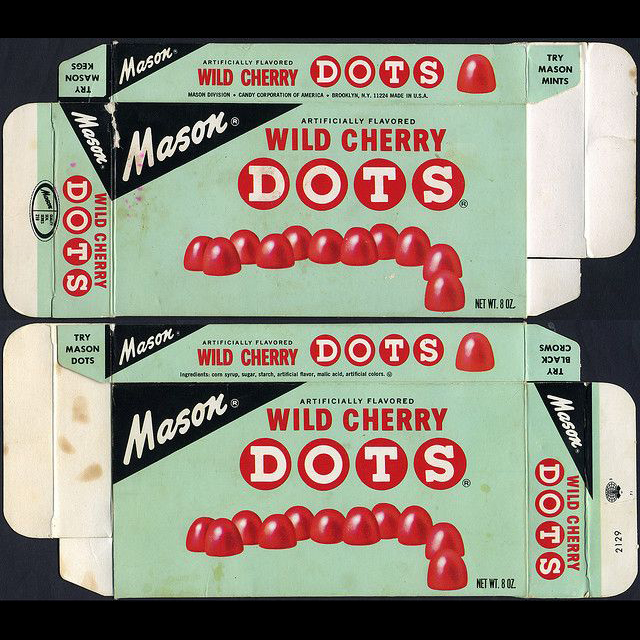 TRY
MASON
KEGS
Mason®
ARTIFICIALLY FLAVORED
WILD CHERRY
DOTS
MASON DIVISION • CANDY CORPORATION OF AMERICA • BROOKLYN, N.Y. 11224 MADE IN U.S.A.
TRY
MASON
MINTS
Mason
WILD CHERRY
DOTS
Mason®
ARTIFICIALLY FLAVORED
WILD CHERRY
DOTS®
NET WT. 8 OZ.
TRY
MASON
DOTS
Mason®
ARTIFICIALLY FLAVORED
WILD CHERRY
DOTS
Ingredients: corn syrup, sugar, starch, artificial flavor, malic acid, artificial colors.
TRY
BLACK
CROWS
Mason®
ARTIFICIALLY FLAVORED
WILD CHERRY
DOTS®
NET WT. 8 OZ.
Mason
WILD CHERRY
DOTS
2129